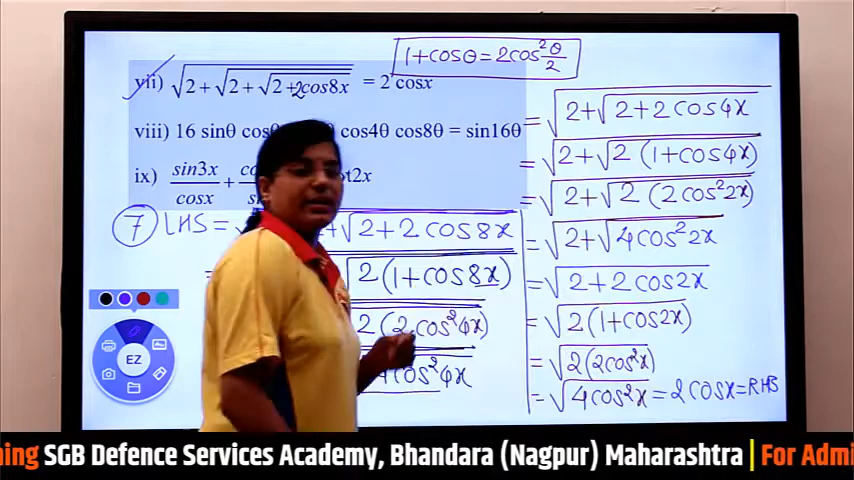 1+cosθ=2cos²θ/2
vii) √2 + √2 + √2+2cos8x = 2 cosx
viii) 16 sinθ cosθ cos4θ cos8θ = sin16θ
ix) sin3x/cosx + ot2x
7 LHS = √2+2cos8x
√2(1+cos8x)
2(2cos²4x)
4cos²4x
= √2+√2+2cos4x
= √2+√2(1+cos4x)
= √2+√2(2cos²2x)
= √2+√4cos²2x
= √2+2cos2x
= √2(1+cos2x)
= √2(2cos²x)
= √4cos²x = 2cosx = RHS
EZ
ning SGB Defence Services Academy, Bhandara (Nagpur) Maharashtra | For Admi